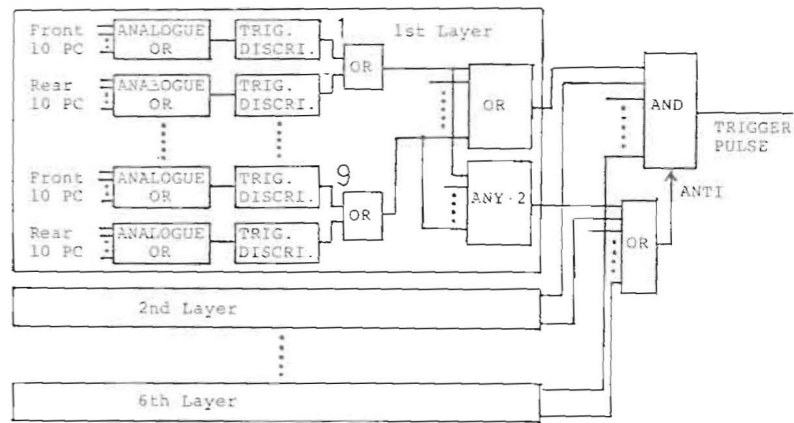 Front
10 PC
ANALOGUE
OR
TRIG.
DISCRI.
1
1st Layer
Rear
10 PC
ANALOGUE
OR
TRIG.
DISCRI.
OR
OR
AND
TRIGGER
PULSE
Front
10 PC
ANALOGUE
OR
TRIG.
DISCRI.
9
Rear
10 PC
ANALOGUE
OR
TRIG.
DISCRI.
OR
ANY·2
OR
ANTI
2nd Layer
6th Layer